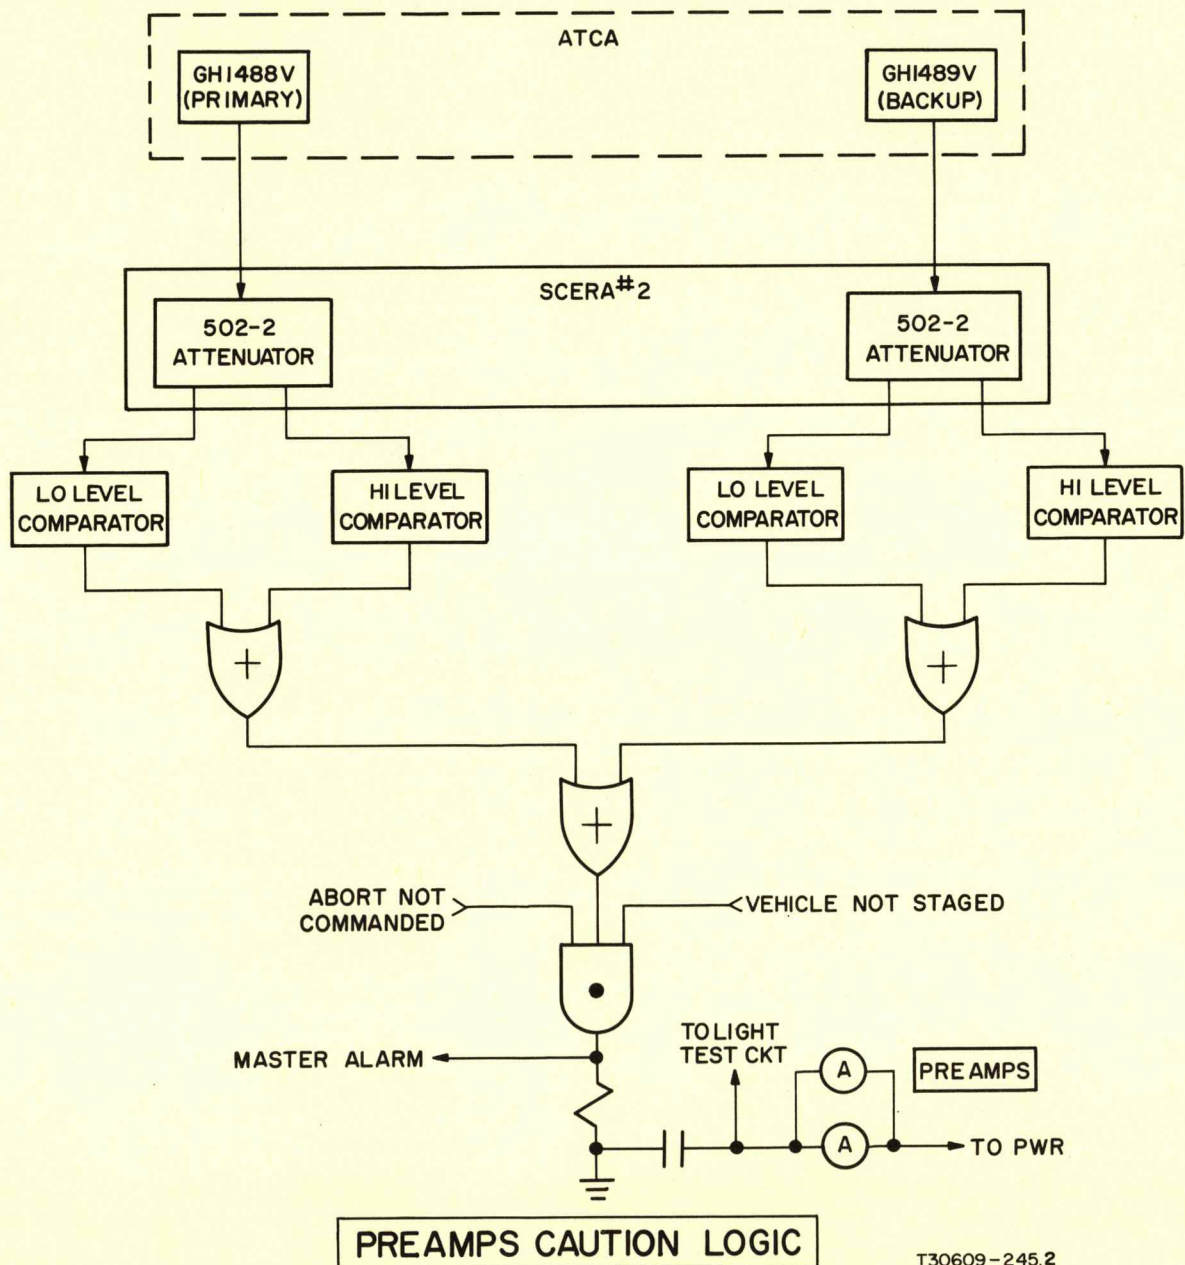 ATCA
GH1488V
(PRIMARY)
GH1489V
(BACKUP)
SCERA#2
502-2
ATTENUATOR
502-2
ATTENUATOR
LO LEVEL
COMPARATOR
HI LEVEL
COMPARATOR
LO LEVEL
COMPARATOR
HI LEVEL
COMPARATOR
+
+
+
ABORT NOT
COMMANDED
VEHICLE NOT STAGED
MASTER ALARM
TO LIGHT
TEST CKT
A
PREAMPS
A
TO PWR
PREAMPS CAUTION LOGIC
T30609-245.2